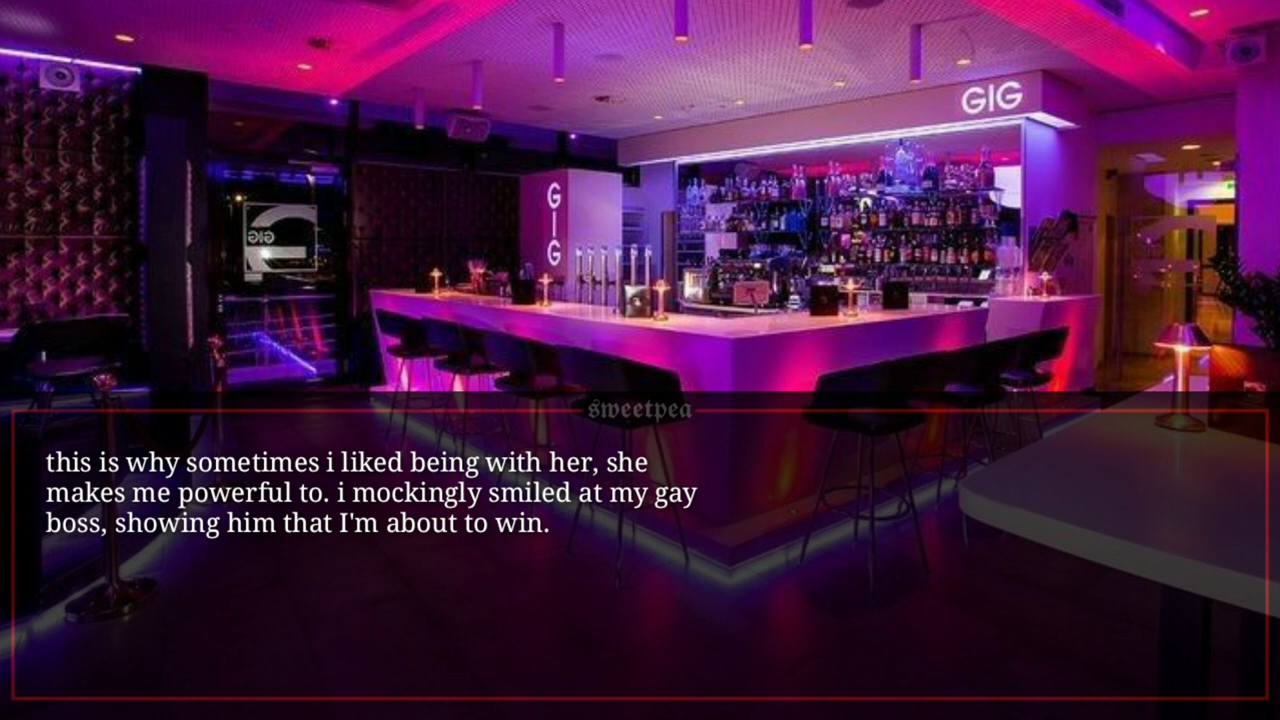 GIG
GIG
GIG
sweetpea
this is why sometimes i liked being with her, she
makes me powerful to. i mockingly smiled at my gay
boss, showing him that I'm about to win.